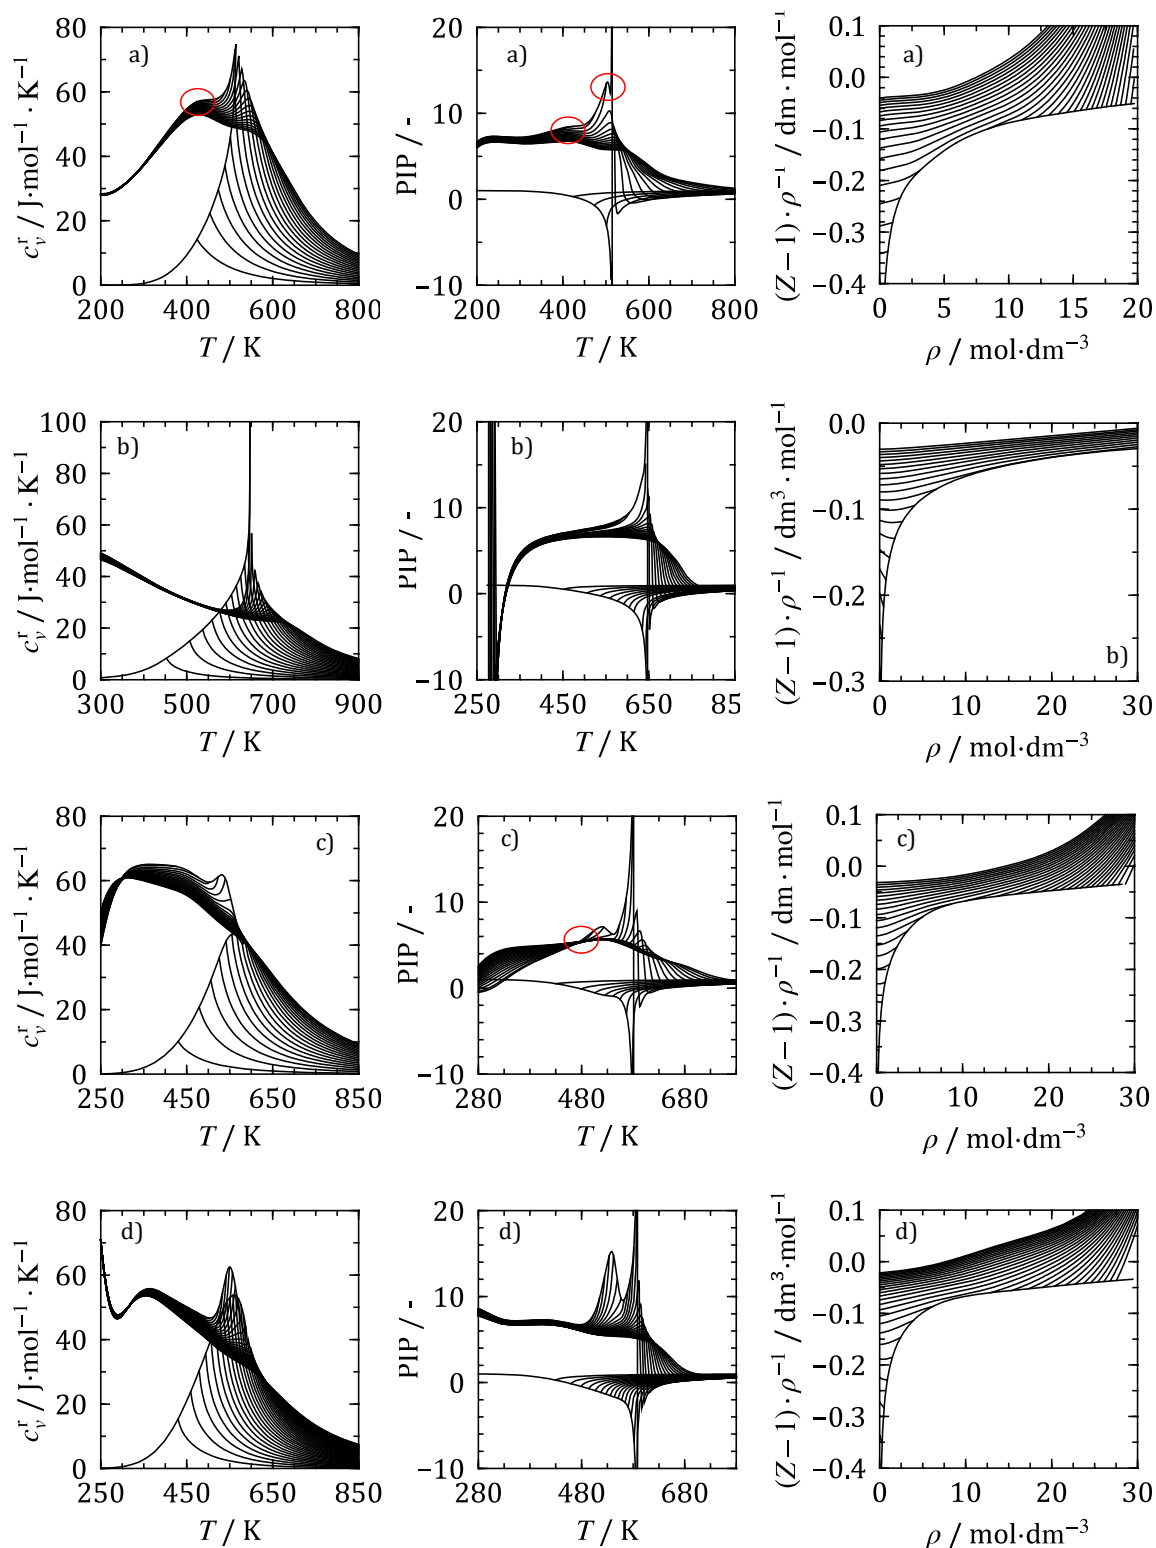 80
60
40
20
0
a)
200 400 600 800
T / K
c_v^r / J·mol⁻¹ · K⁻¹
20
10
0
−10
a)
200 400 600 800
T / K
PIP / -
0.1
0.0
−0.1
−0.2
−0.3
−0.4
a)
0 5 10 15 20
ρ / mol·dm⁻³
(Z − 1) · ρ⁻¹ / dm · mol⁻¹
100
80
60
40
20
0
b)
300 500 700 900
T / K
c_v^r / J·mol⁻¹ · K⁻¹
20
10
0
−10
b)
250 450 650 85
T / K
PIP / -
0.0
−0.1
−0.2
−0.3
b)
0 10 20 30
ρ / mol·dm⁻³
(Z − 1) · ρ⁻¹ / dm³ · mol⁻¹
80
60
40
20
0
c)
250 450 650 850
T / K
c_v^r / J·mol⁻¹ · K⁻¹
20
10
0
−10
c)
280 480 680
T / K
PIP / -
0.1
0.0
−0.1
−0.2
−0.3
−0.4
c)
0 10 20 30
ρ / mol·dm⁻³
(Z − 1) · ρ⁻¹ / dm · mol⁻¹
80
60
40
20
0
d)
250 450 650 850
T / K
c_v^r / J·mol⁻¹ · K⁻¹
20
10
0
−10
d)
280 480 680
T / K
PIP / -
0.1
0.0
−0.1
−0.2
−0.3
−0.4
d)
0 10 20 30
ρ / mol·dm⁻³
(Z − 1) · ρ⁻¹ / dm³ · mol⁻¹